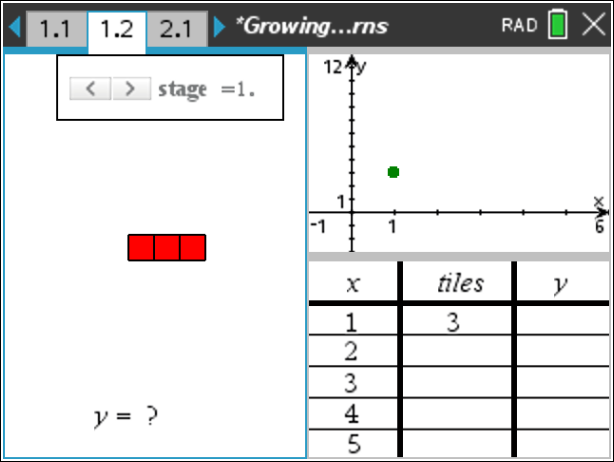 1.1 1.2 2.1 *Growing...rns RAD
stage =1.
y = ?
12 y
1 x
-1 1 6
x tiles y
1 3
2
3
4
5